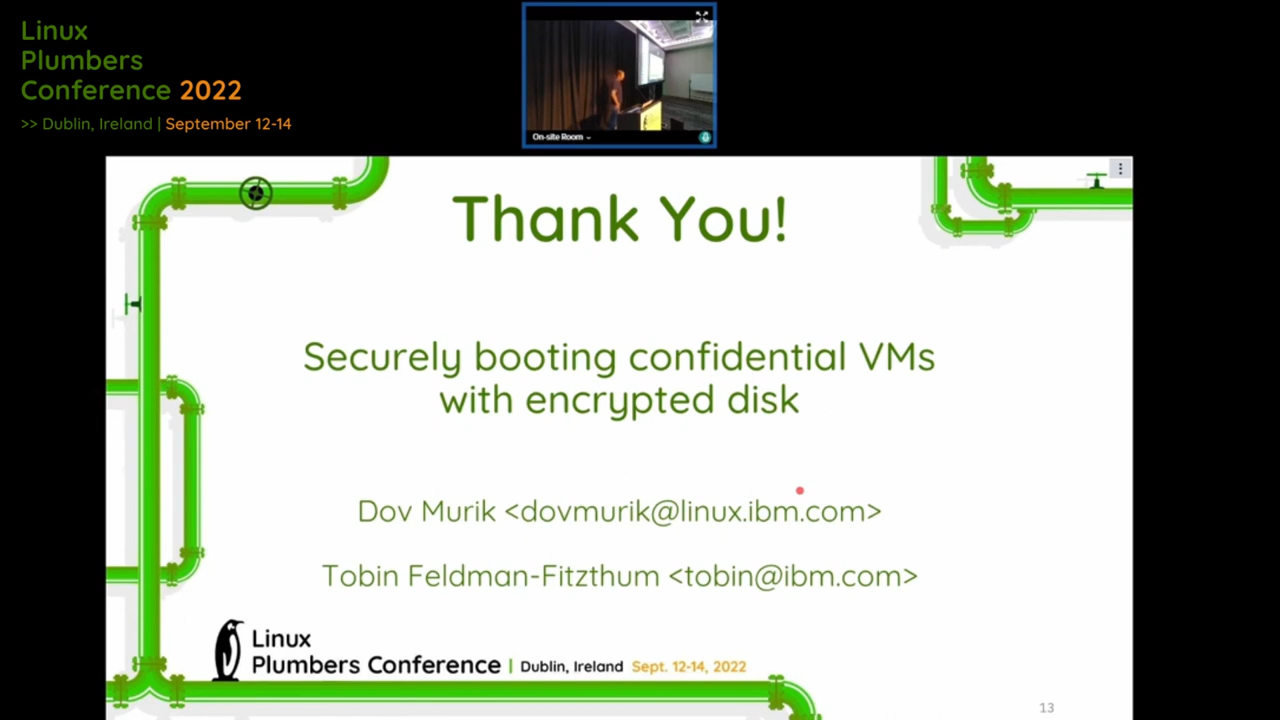 Linux
Plumbers
Conference 2022
>> Dublin, Ireland | September 12-14
On-site Room
Thank You!
Securely booting confidential VMs
with encrypted disk
Dov Murik <dovmurik@linux.ibm.com>
Tobin Feldman-Fitzthum <tobin@ibm.com>
Linux
Plumbers Conference | Dublin, Ireland Sept. 12-14, 2022
13